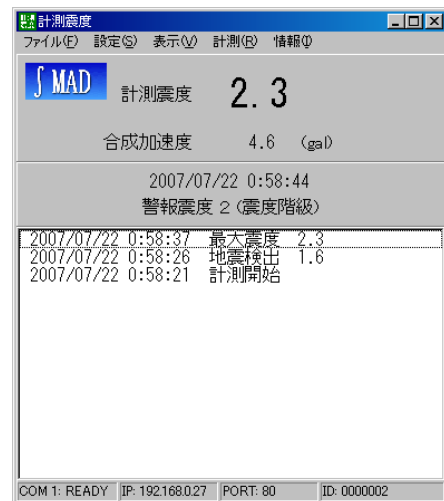 計測震度
ファイル(F) 設定(S) 表示(V) 計測(R) 情報(I)
∫ MAD 計測震度 2.3
合成加速度 4.6 (gal)
2007/07/22 0:58:44
警報震度 2 (震度階級)
2007/07/22 0:58:37 最大震度 2.3
2007/07/22 0:58:26 地震検出 1.6
2007/07/22 0:58:21 計測開始
COM 1: READY IP: 192.168.0.27 PORT: 80 ID: 0000002